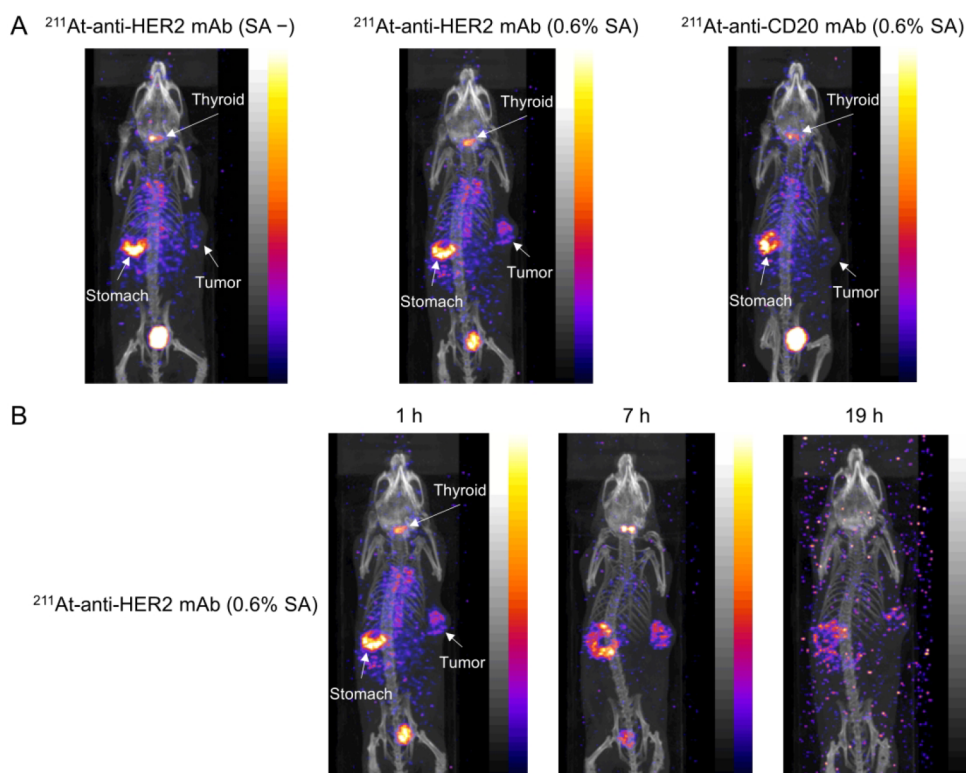 A
²¹¹At-anti-HER2 mAb (SA −) ²¹¹At-anti-HER2 mAb (0.6% SA) ²¹¹At-anti-CD20 mAb (0.6% SA)
Thyroid Thyroid Thyroid
Stomach Tumor Stomach Tumor Stomach Tumor
B
1 h 7 h 19 h
Thyroid
²¹¹At-anti-HER2 mAb (0.6% SA)
Tumor
Stomach